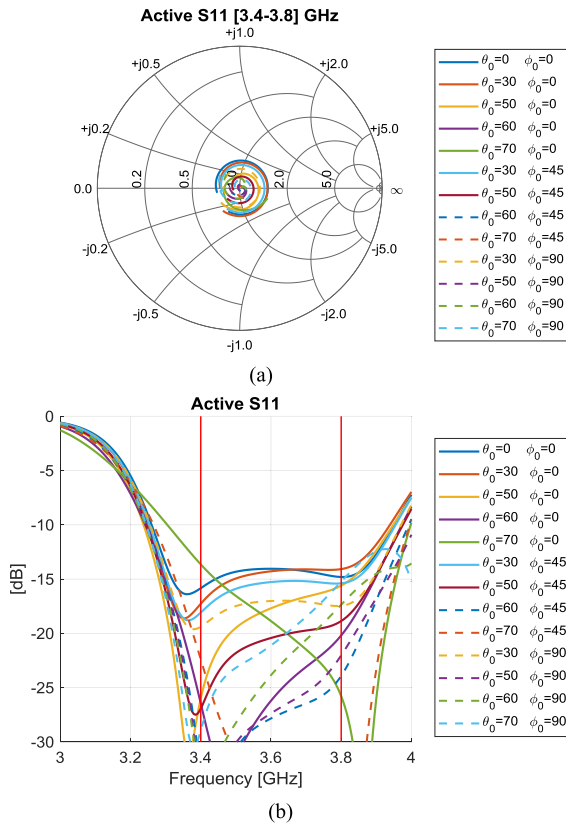 Active S11 [3.4-3.8] GHz
+j1.0
+j0.5
+j2.0
+j0.2
+j5.0
0.0
0.2
0.5
1.0
2.0
∞
-j0.2
-j5.0
-j0.5
-j2.0
-j1.0
θ0=0 ϕ0=0
θ0=30 ϕ0=0
θ0=50 ϕ0=0
θ0=60 ϕ0=0
θ0=70 ϕ0=0
θ0=30 ϕ0=45
θ0=50 ϕ0=45
θ0=60 ϕ0=45
θ0=70 ϕ0=45
θ0=30 ϕ0=90
θ0=50 ϕ0=90
θ0=60 ϕ0=90
θ0=70 ϕ0=90
(a)
Active S11
[dB]
0
-5
-10
-15
-20
-25
-30
3
3.2
3.4
3.6
3.8
4
Frequency [GHz]
θ0=0 ϕ0=0
θ0=30 ϕ0=0
θ0=50 ϕ0=0
θ0=60 ϕ0=0
θ0=70 ϕ0=0
θ0=30 ϕ0=45
θ0=50 ϕ0=45
θ0=60 ϕ0=45
θ0=70 ϕ0=45
θ0=30 ϕ0=90
θ0=50 ϕ0=90
θ0=60 ϕ0=90
θ0=70 ϕ0=90
(b)